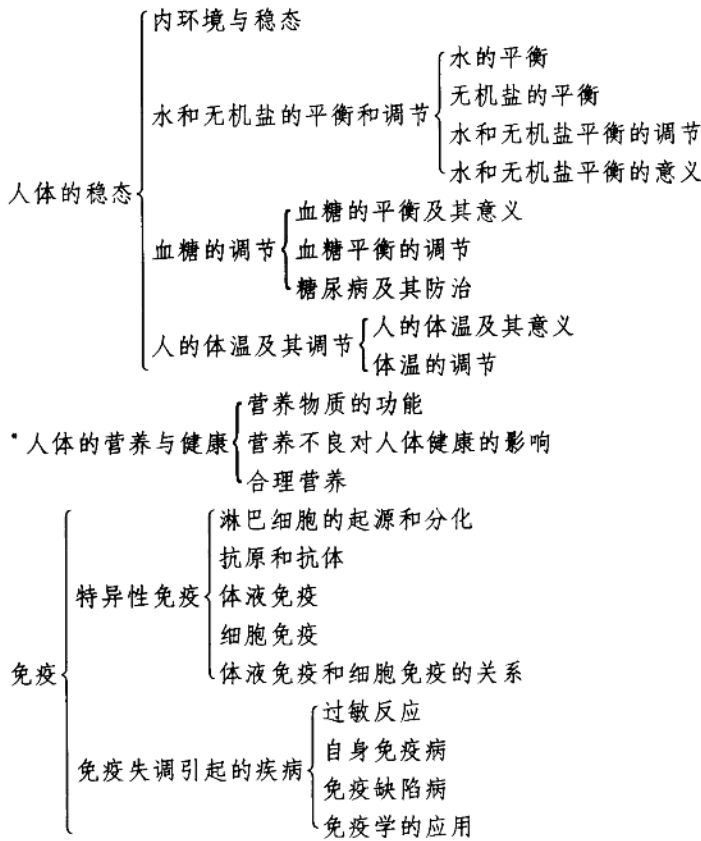 内环境与稳态
水的平衡
无机盐的平衡
水和无机盐的平衡和调节
水和无机盐平衡的调节
水和无机盐平衡的意义
人体的稳态
血糖的平衡及其意义
血糖的调节
血糖平衡的调节
糖尿病及其防治
人的体温及其意义
人的体温及其调节
体温的调节
营养物质的功能
*人体的营养与健康
营养不良对人体健康的影响
合理营养
淋巴细胞的起源和分化
抗原和抗体
特异性免疫
体液免疫
细胞免疫
免疫
体液免疫和细胞免疫的关系
过敏反应
自身免疫病
免疫失调引起的疾病
免疫缺陷病
免疫学的应用